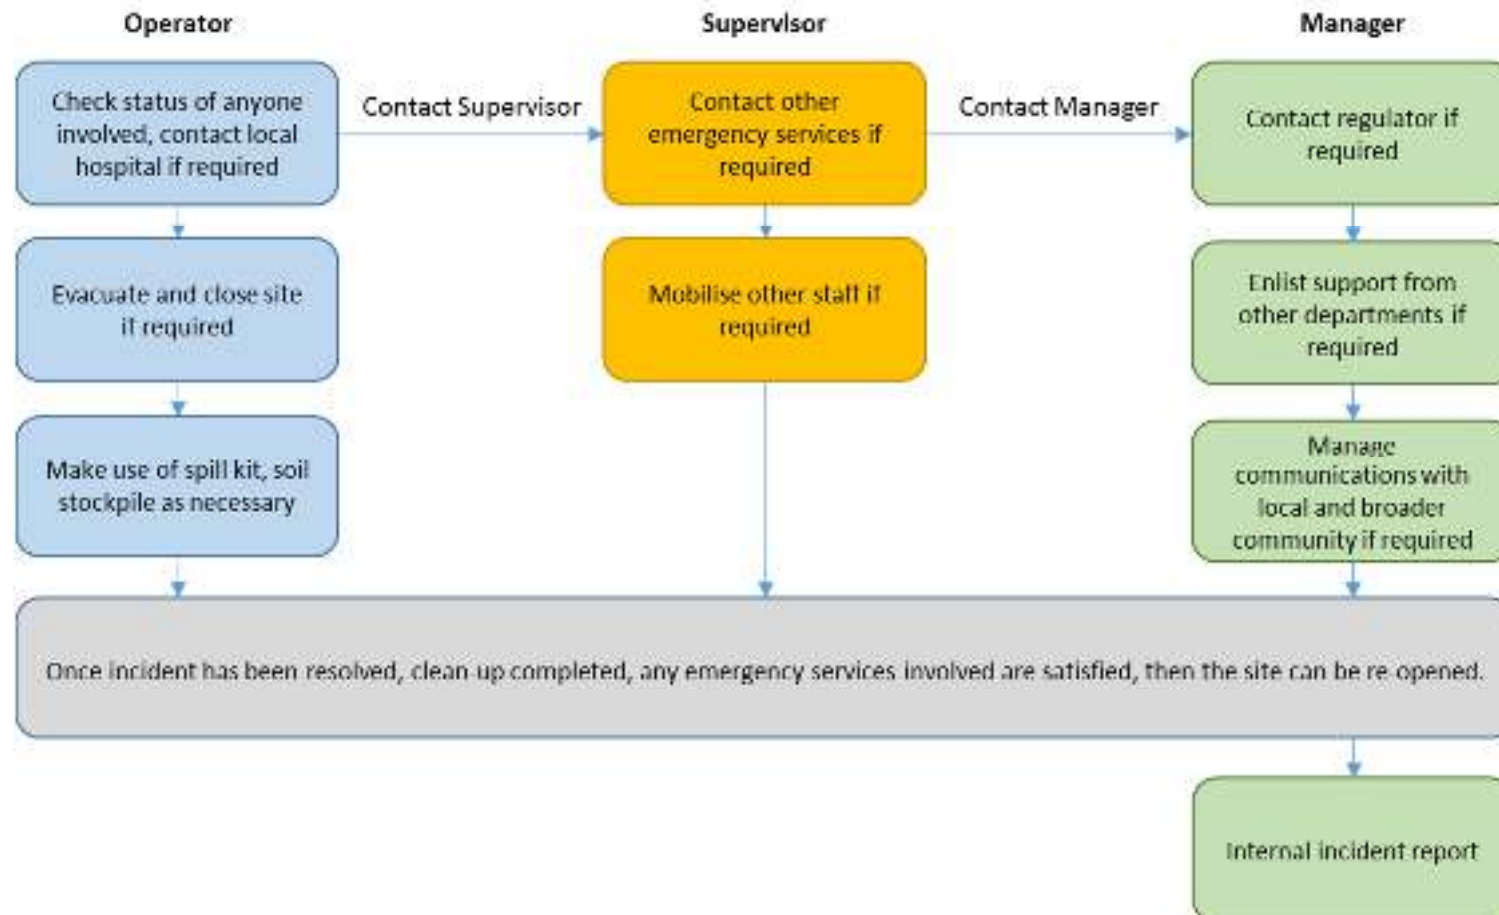 Operator
Supervisor
Manager
Check status of anyone
involved, contact local
hospital if required
Contact Supervisor
Contact other
emergency services if
required
Contact Manager
Contact regulator if
required
Evacuate and close site
if required
Mobilise other staff if
required
Enlist support from
other departments if
required
Make use of spill kit, soil
stockpile as necessary
Manage
communications with
local and broader
community if required
Once incident has been resolved, clean-up completed, any emergency services involved are satisfied, then the site can be re-opened.
Internal incident report